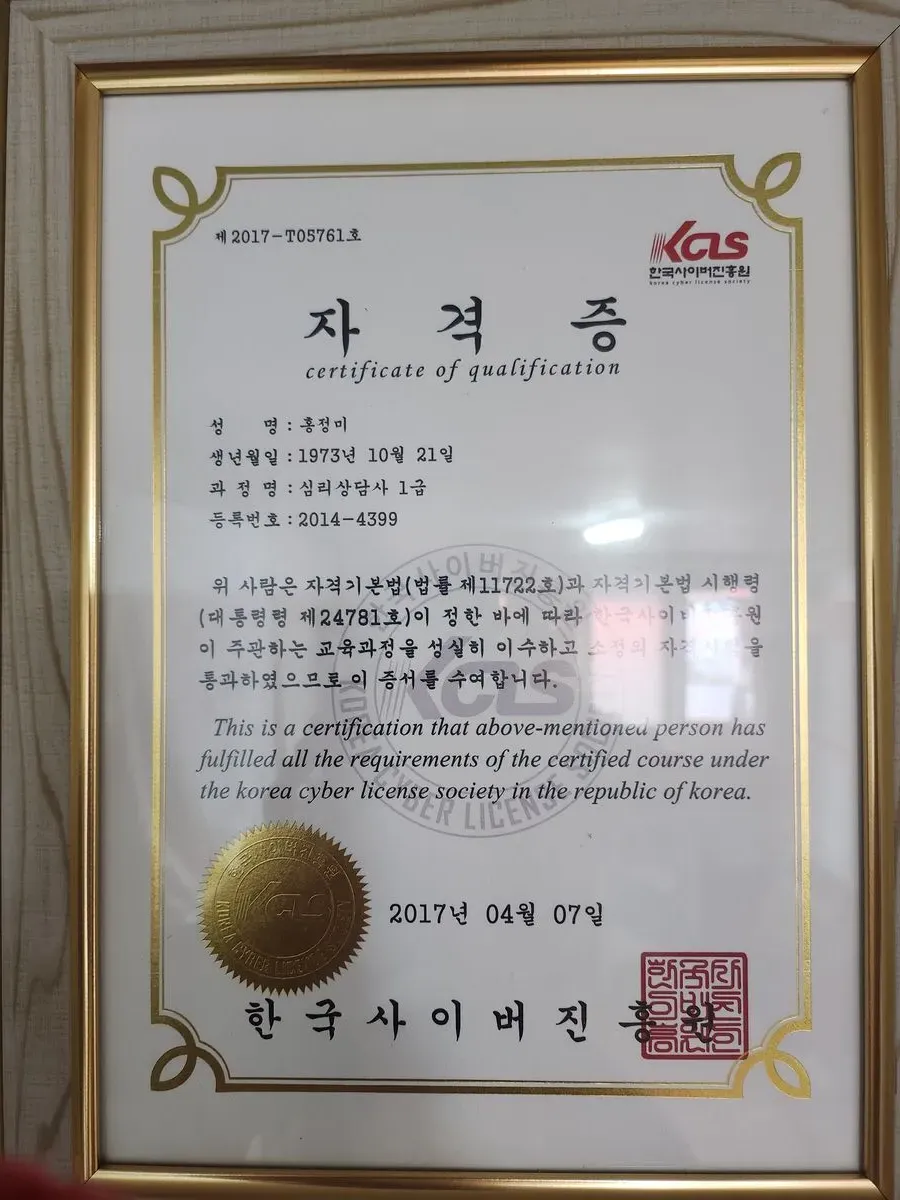 제2017-T05761호
KCLS
한국사이버진흥원
korea cyber license society
자 격 증
certificate of qualification
성 명 : 홍정미
생년월일 : 1973년 10월 21일
과 정 명 : 심리상담사 1급
등록번호 : 2014-4399
위 사람은 자격기본법(법률 제11722호)과 자격기본법 시행령
(대통령령 제24781호)이 정한 바에 따라 한국사이버진흥원
이 주관하는 교육과정을 성실히 이수하고 소정의 자격시험을
통과하였으므로 이 증서를 수여합니다.
This is a certification that above-mentioned person has
fulfilled all the requirements of the certified course under
the korea cyber license society in the republic of korea.
2017년 04월 07일
한국사이버진흥원